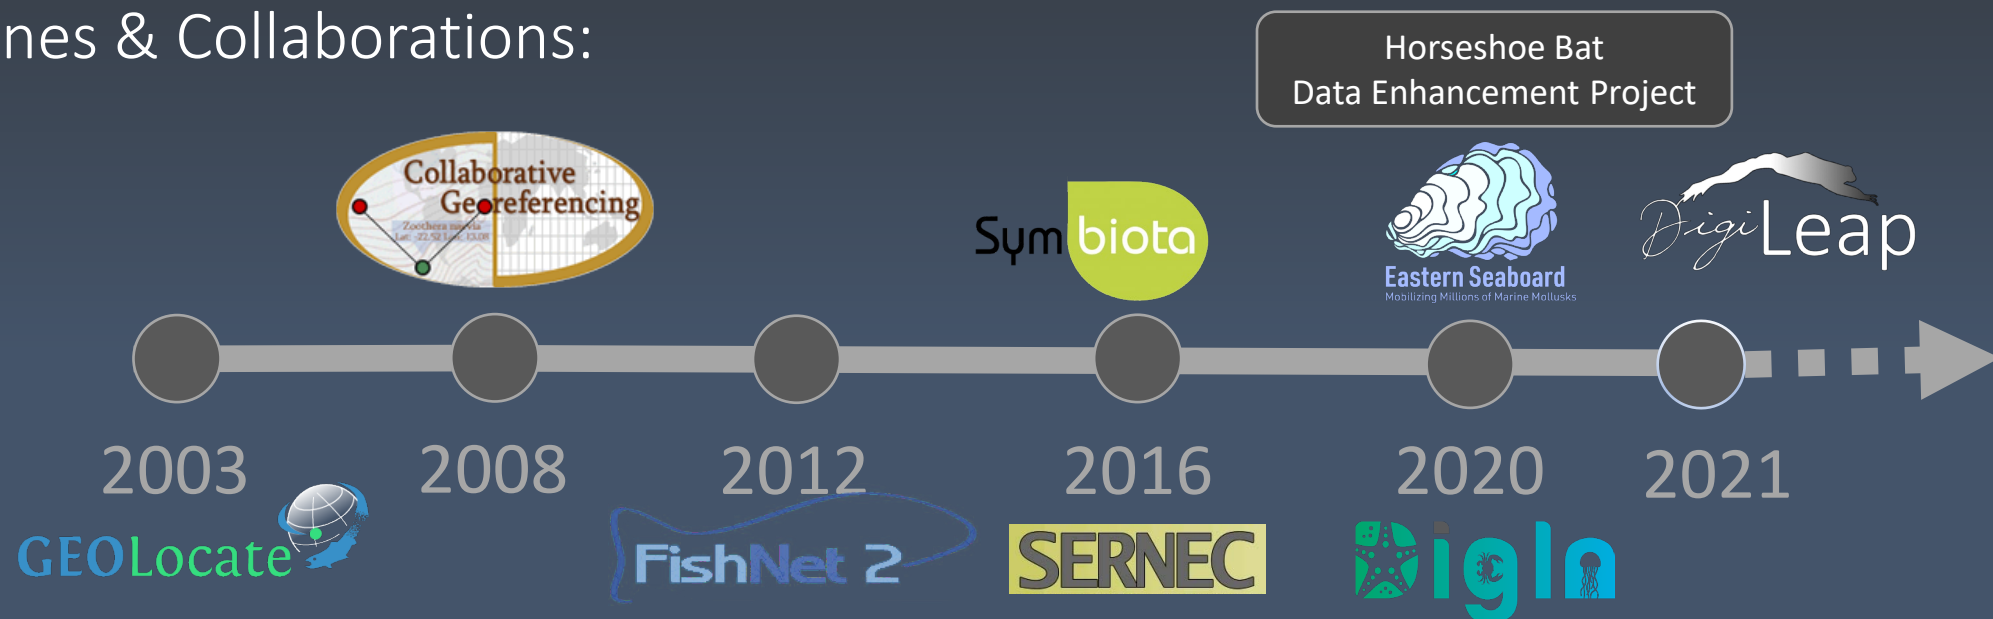 nes & Collaborations:
Horseshoe Bat
Data Enhancement Project
Collaborative
Georeferencing
Symbiota
Eastern Seaboard
Mobilizing Millions of Marine Mollusks
DigiLeap
2003
2008
2012
2016
2020
2021
GEOLocate
FishNet 2
SERNEC
DigIn